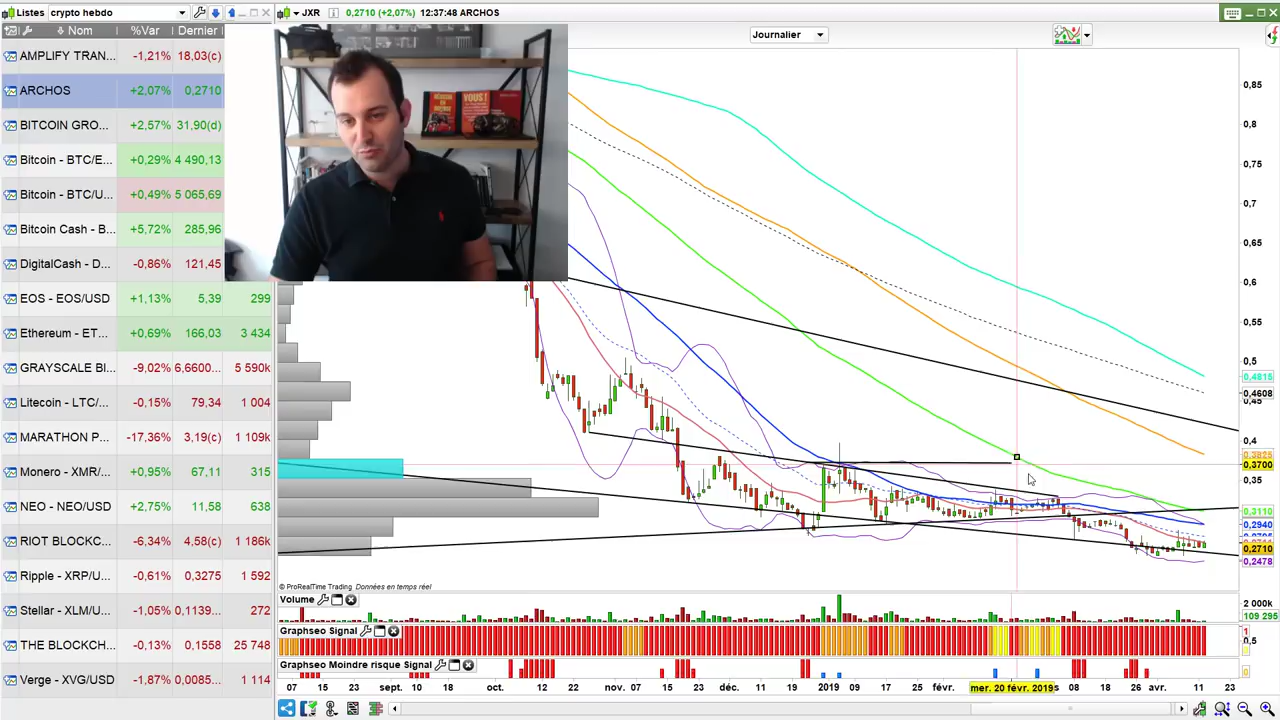 Listes crypto hebdo
Nom %Var Dernier
AMPLIFY TRAN... -1,21% 18,03(c)
ARCHOS +2,07% 0,2710
BITCOIN GRO... +2,57% 31,90(d)
Bitcoin - BTC/E... +0,29% 4 490,13
Bitcoin - BTC/U... +0,49% 5 065,69
Bitcoin Cash - B... +5,72% 285,96
DigitalCash - D... -0,86% 121,45
EOS - EOS/USD +1,13% 5,39 299
Ethereum - ET... +0,69% 166,03 3 434
GRAYSCALE BI... -9,02% 6,6600... 5 590k
Litecoin - LTC/... -0,15% 79,34 1 004
MARATHON P... -17,36% 3,19(c) 1 109k
Monero - XMR/... +0,95% 67,11 315
NEO - NEO/USD +2,75% 11,58 638
RIOT BLOCKC... -6,34% 4,58(c) 1 186k
Ripple - XRP/U... -0,61% 0,3275 1 592
Stellar - XLM/U... -1,05% 0,1139... 272
THE BLOCKCH... -0,13% 0,1558 25 748
Verge - XVG/USD -1,87% 0,0085... 1 114
JXR 0,2710 (+2,07%) 12:37:48 ARCHOS
Journalier
YOUS!
0,85
0,8
0,75
0,7
0,65
0,6
0,55
0,5
0,4815
0,4608
0,4
0,3825
0,3700
0,35
0,3110
0,2940
0,2710
0,2478
© ProRealTime Trading Données en temps réel
Volume
2 000k
109 295
Graphseo Signal
1
Graphseo Moindre risque Signal
1
0
07 15 23 sept. 10 18 oct. 12 22 nov. 07 15 23 déc. 11 19 2019 09 17 25 févr. mer. 20 févr. 2019 08 18 26 avr. 11 23